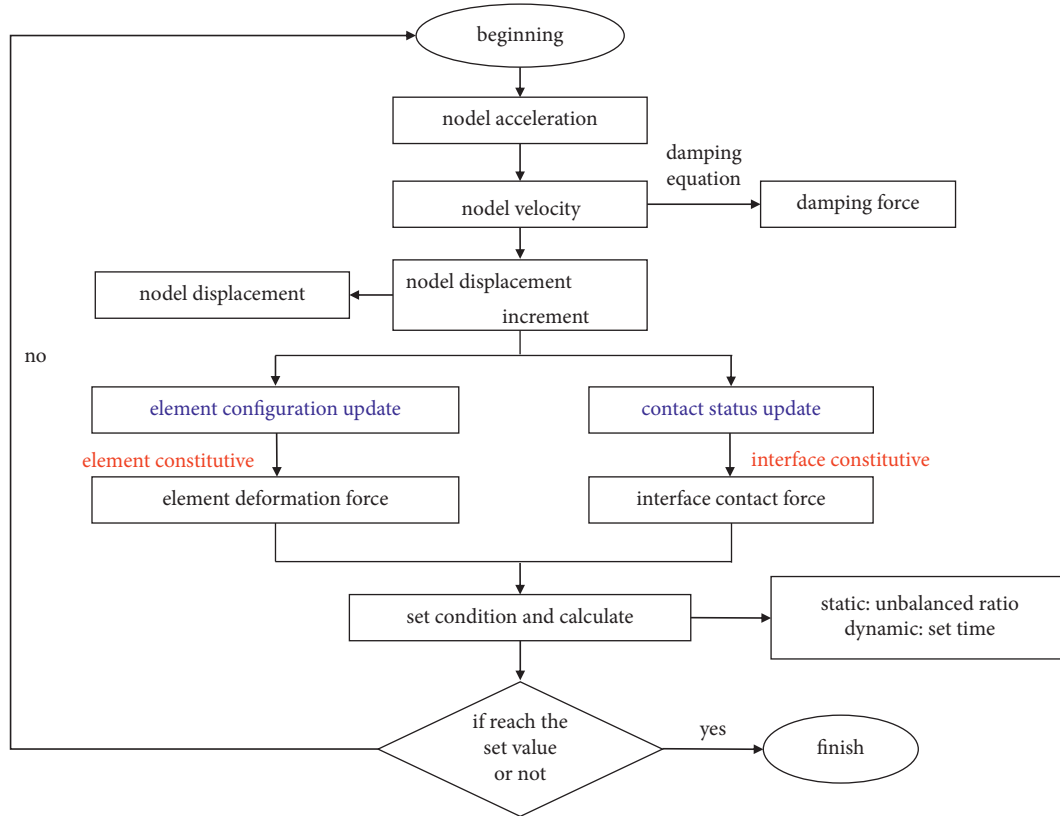 beginning
nodel acceleration
damping
equation
nodel velocity
damping force
nodel displacement
nodel displacement
increment
no
element configuration update
contact status update
element constitutive
interface constitutive
element deformation force
interface contact force
set condition and calculate
static: unbalanced ratio
dynamic: set time
if reach the
set value
or not
yes
finish